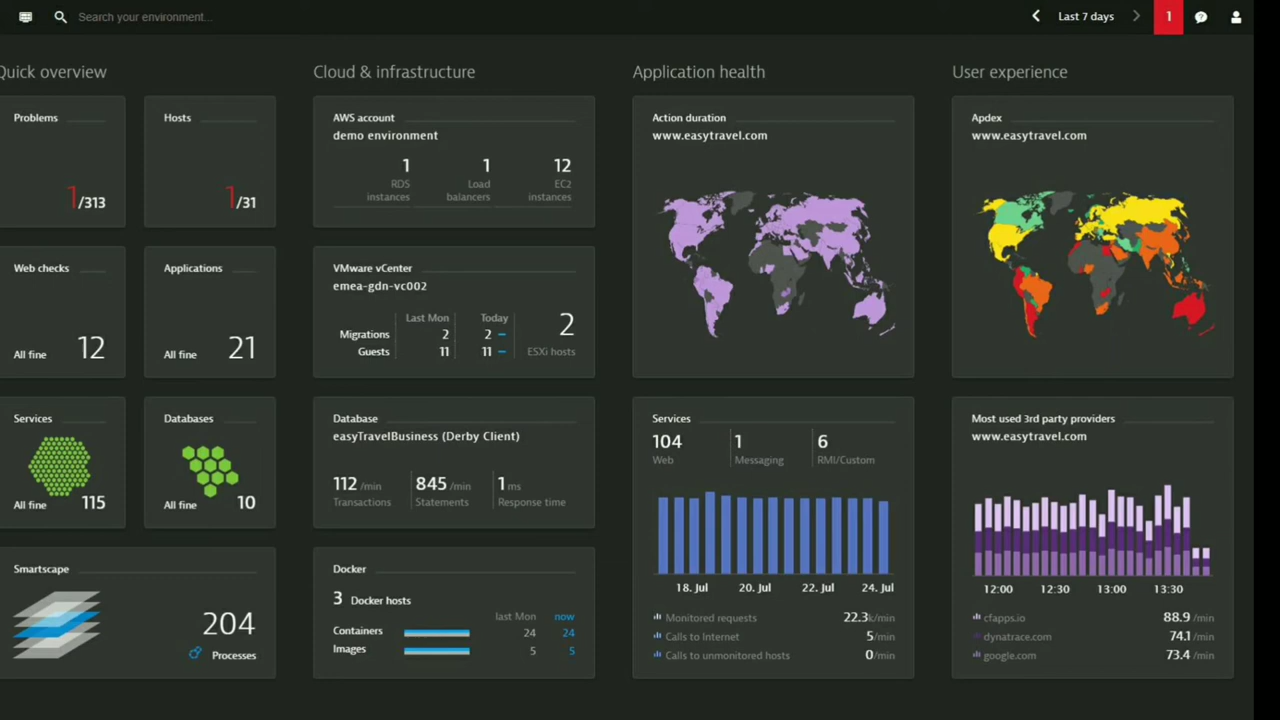 Search your environment...
Last 7 days
1
Quick overview
Cloud & infrastructure
Application health
User experience
Problems
1/313
Hosts
1/31
AWS account
demo environment
1
1
12
RDS instances
Load balancers
EC2 instances
Action duration
www.easytravel.com
Apdex
www.easytravel.com
Web checks
All fine 12
Applications
All fine 21
VMware vCenter
emea-gdn-vc002
Last Mon Today
Migrations 2 2 –
Guests 11 11 –
2
ESXi hosts
Services
All fine 115
Databases
All fine 10
Database
easyTravelBusiness (Derby Client)
112 /min 845 /min 1 ms
Transactions Statements Response time
Services
104 1 6
Web Messaging RMI/Custom
18. Jul 20. Jul 22. Jul 24. Jul
Monitored requests 22.3k/min
Calls to Internet 5/min
Calls to unmonitored hosts 0/min
Most used 3rd party providers
www.easytravel.com
12:00 12:30 13:00 13:30
cfapps.io 88.9 /min
dynatrace.com 74.1 /min
google.com 73.4 /min
Smartscape
204
Processes
Docker
3 Docker hosts
last Mon now
Containers 24 24
Images 5 5